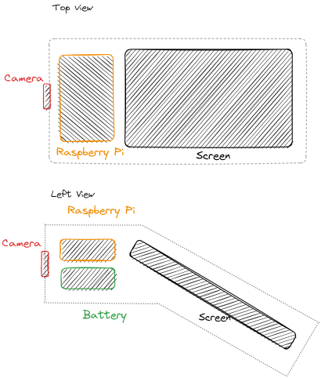 Top View
Camera
Raspberry Pi
Screen
Left View
Raspberry Pi
Camera
Screen
Battery